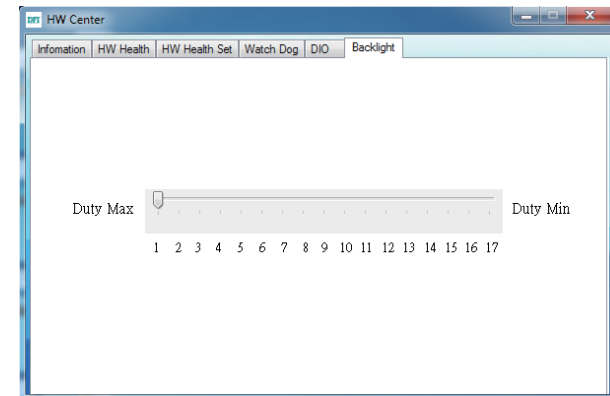 DFI HW Center
Infomation HW Health HW Health Set Watch Dog DIO Backlight
Duty Max Duty Min
1 2 3 4 5 6 7 8 9 10 11 12 13 14 15 16 17